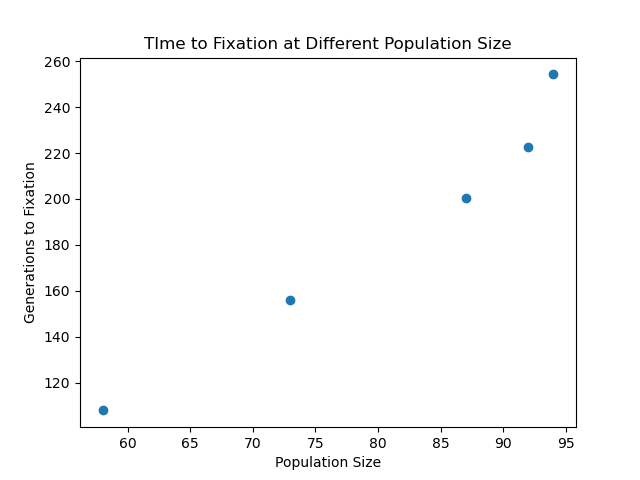 TIme to Fixation at Different Population Size
260
240
220
200
180
160
140
120
Generations to Fixation
60 65 70 75 80 85 90 95
Population Size